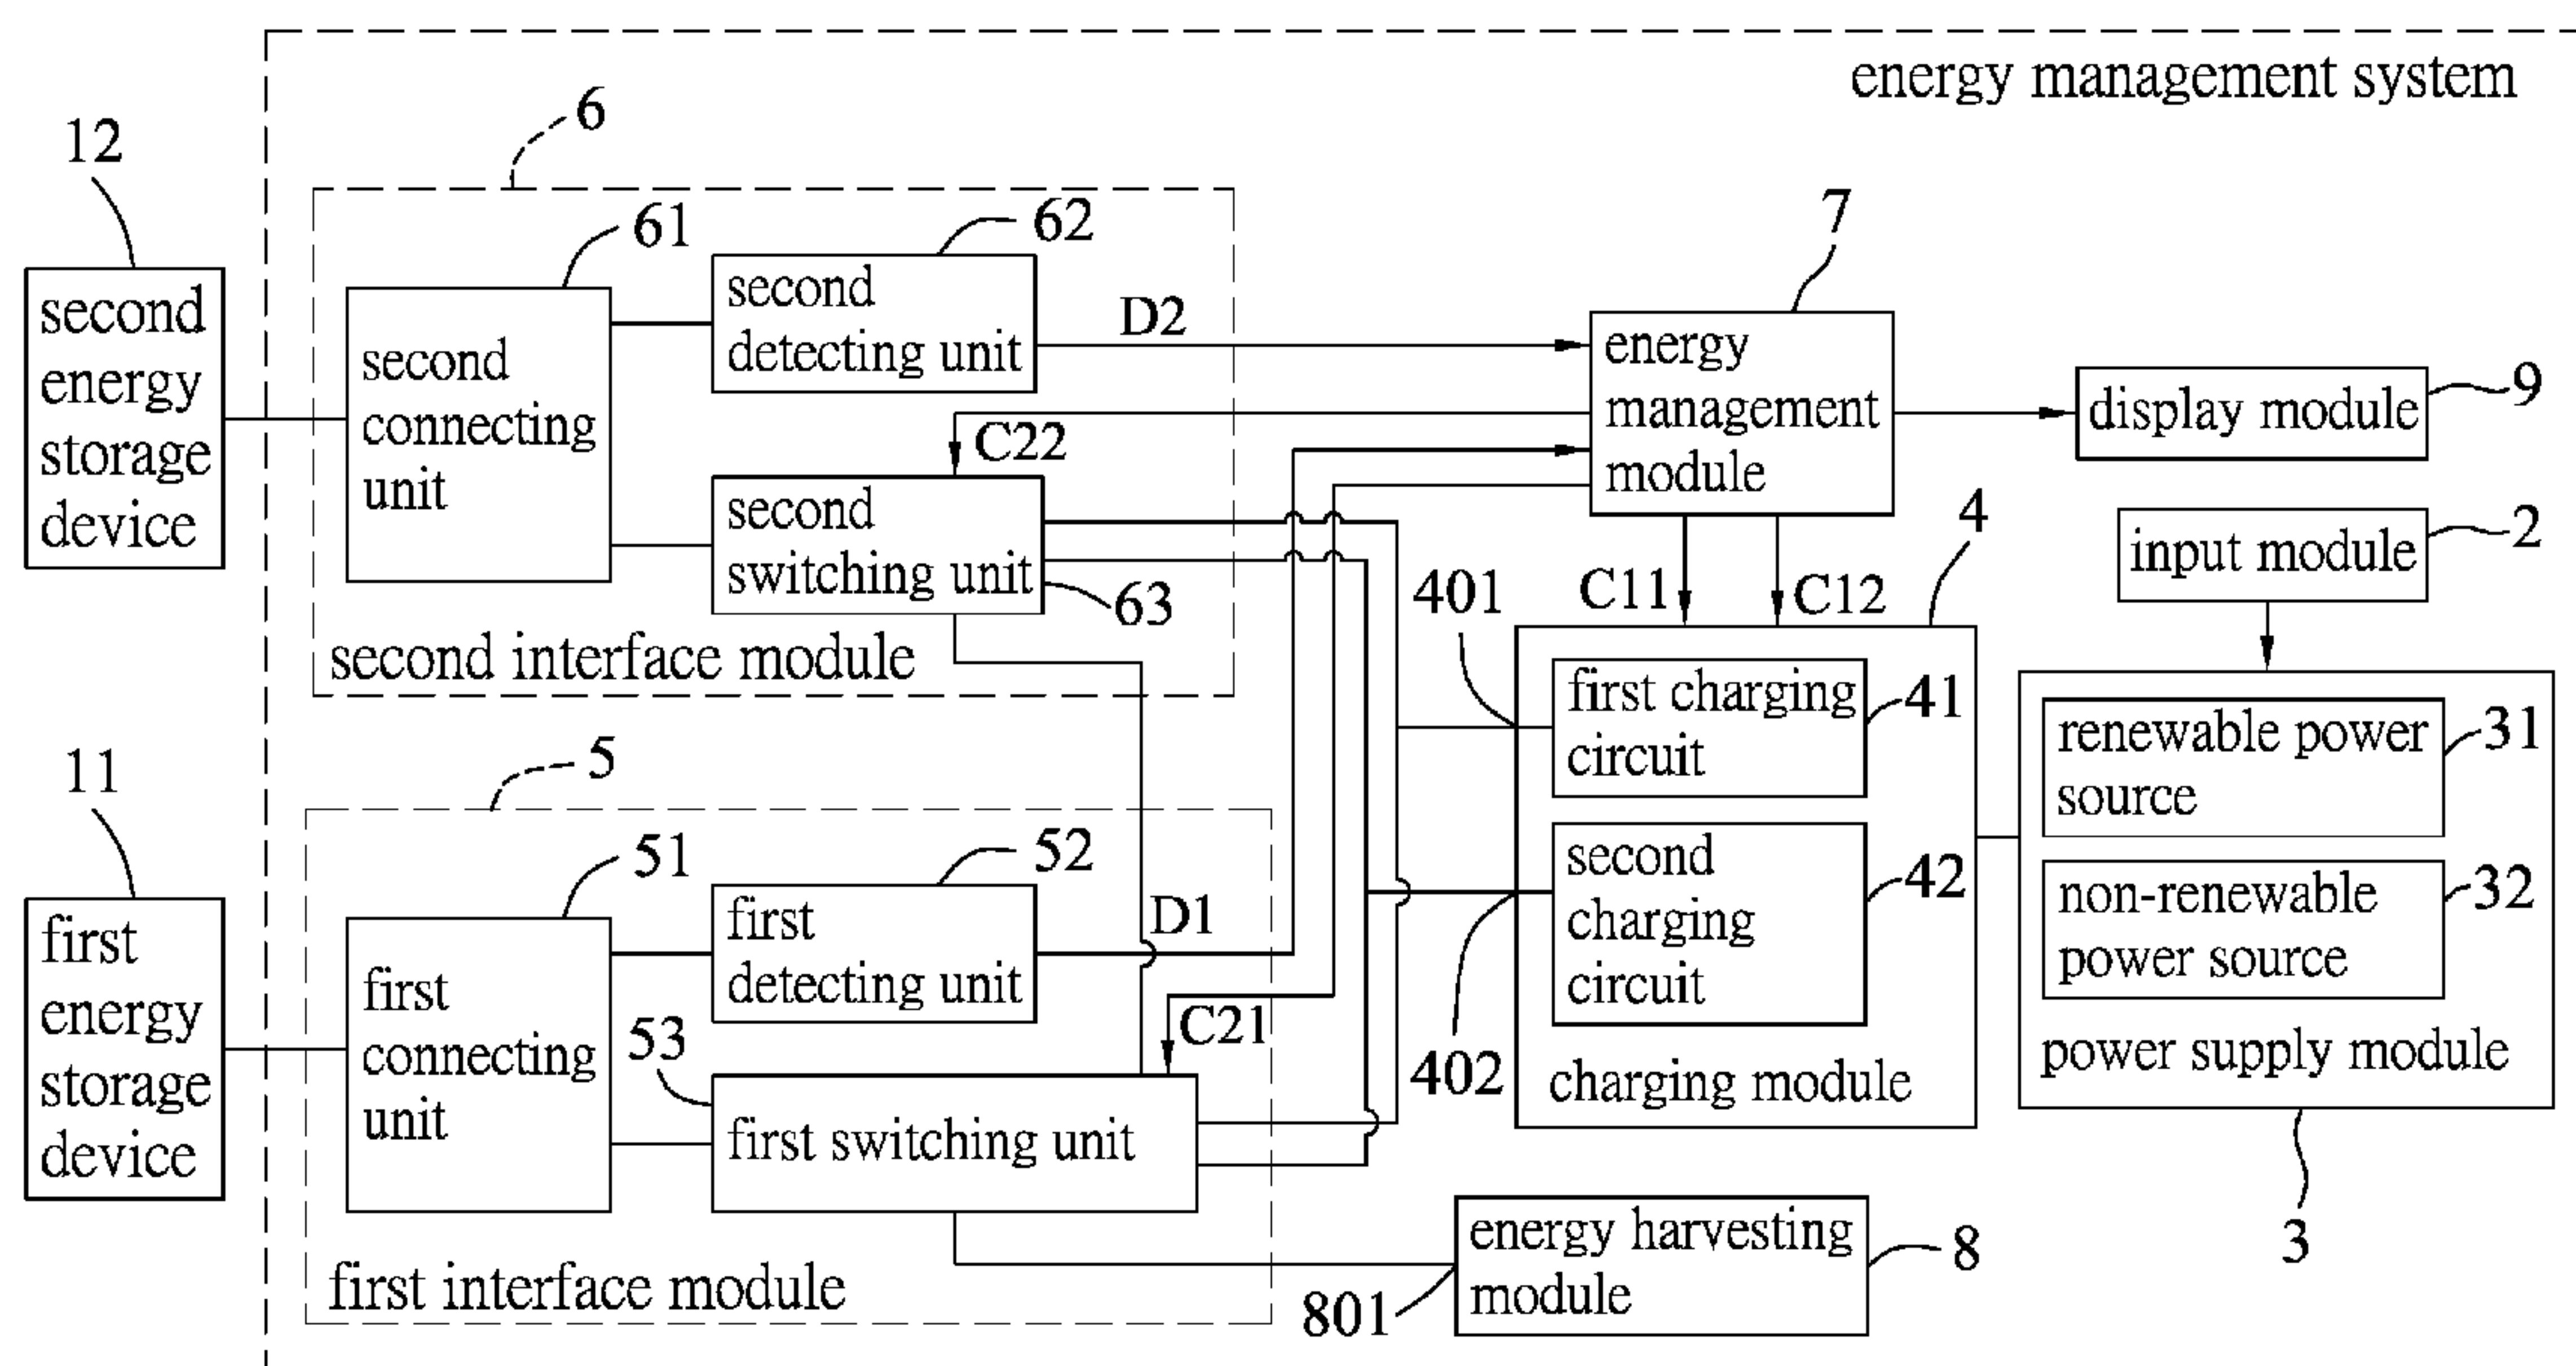 energy management system
6
12
61
62
7
second
energy
storage
device
second
connecting
unit
second
detecting unit
D2
energy
management
module
display module
9
C22
second
switching unit
63
second interface module
input module
2
4
401
C11
C12
first charging
circuit
41
second
charging
circuit
42
402
charging module
renewable power
source
31
non-renewable
power source
32
power supply module
3
11
5
51
52
first
energy
storage
device
first
connecting
unit
first
detecting unit
D1
53
C21
first switching unit
first interface module
energy harvesting
module
8
801